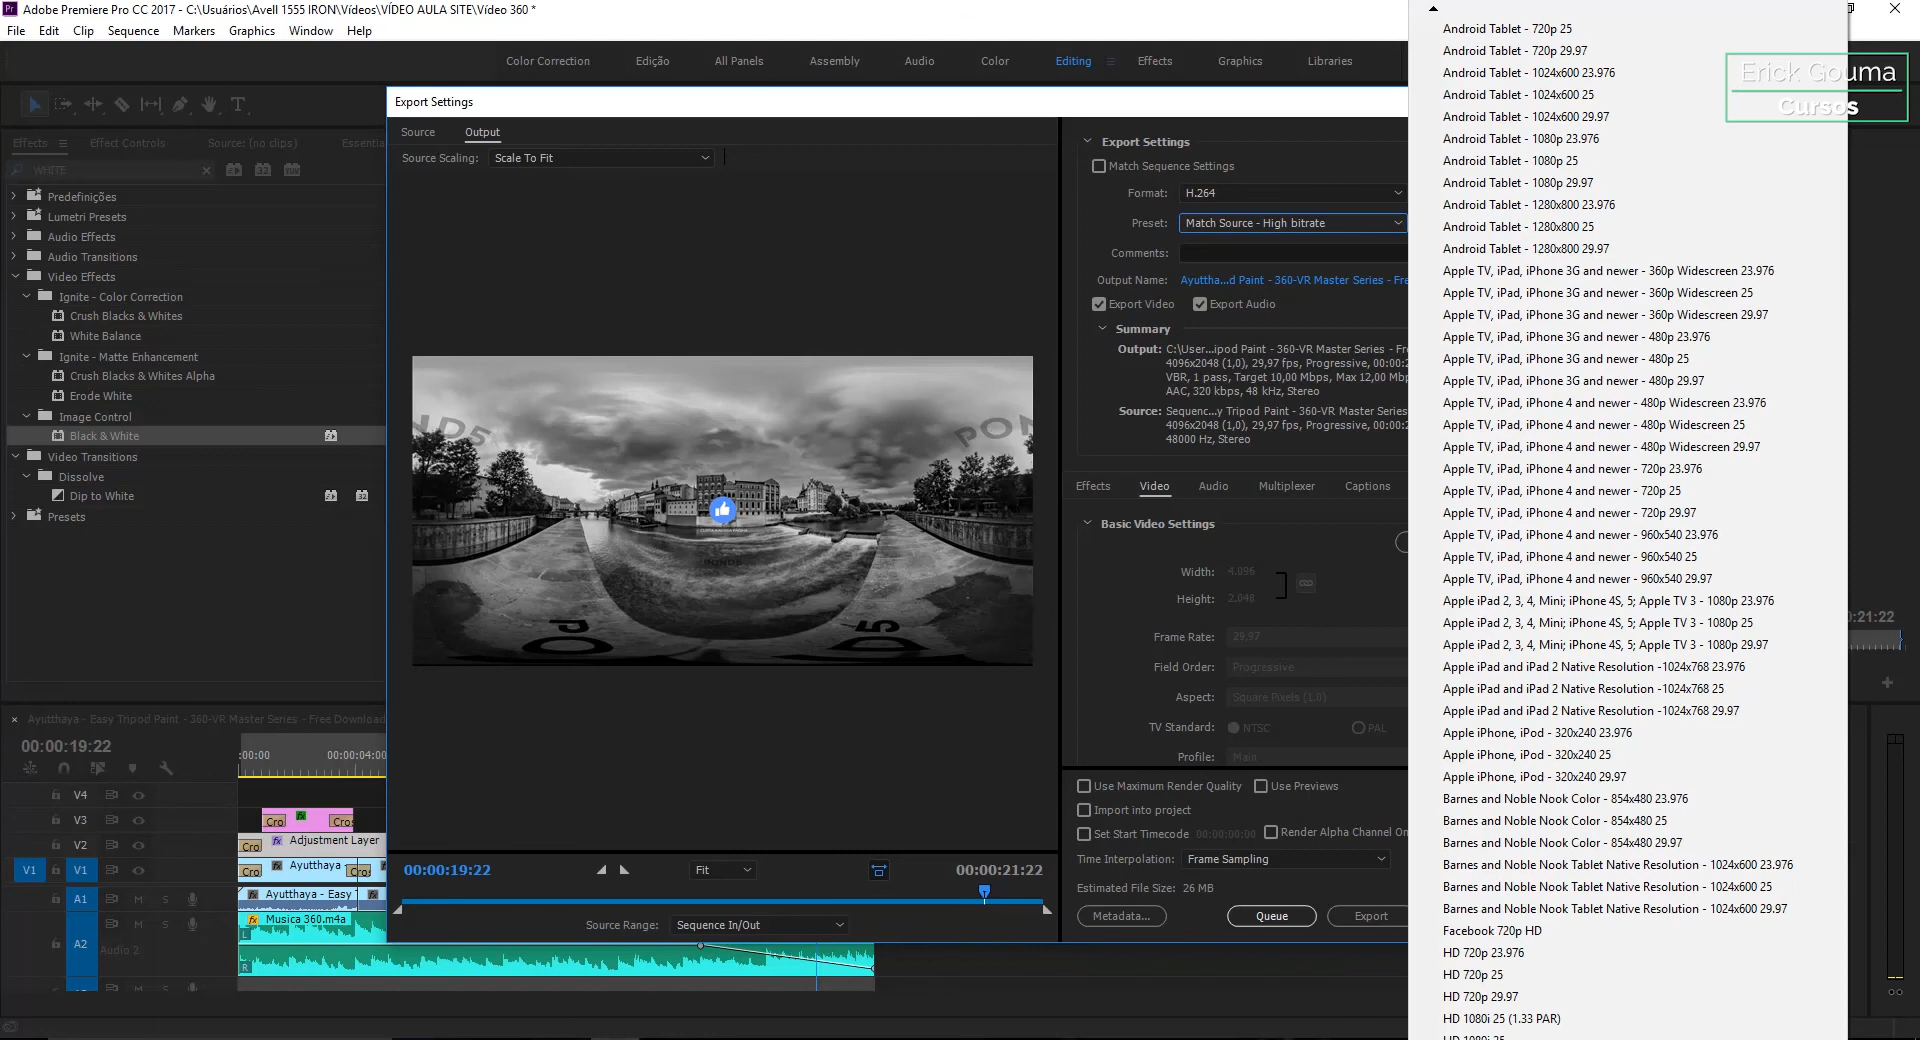 Adobe Premiere Pro CC 2017 - C:\Usuários\Avell 1555 IRON\Vídeos\VÍDEO AULA SITE\Vídeo 360 *
File Edit Clip Sequence Markers Graphics Window Help
Color Correction Edição All Panels Assembly Audio Color Editing Effects Graphics Libraries
Erick Gouma
Cursos
Effects Effect Controls Source: (no clips) Essentia
WHITE
Predefinições
Lumetri Presets
Audio Effects
Audio Transitions
Video Effects
Ignite - Color Correction
Crush Blacks & Whites
White Balance
Ignite - Matte Enhancement
Crush Blacks & Whites Alpha
Erode White
Image Control
Black & White
Video Transitions
Dissolve
Dip to White
Presets
Export Settings
Source Output
Source Scaling: Scale To Fit
PONDS
00:00:19:22 Fit 00:00:21:22
Source Range: Sequence In/Out
Export Settings
Match Sequence Settings
Format: H.264
Preset: Match Source - High bitrate
Comments:
Output Name: Ayuttha...d Paint - 360-VR Master Series - Fre
Export Video Export Audio
Summary
Output: C:\User...ipod Paint - 360-VR Master Series - Fr
4096x2048 (1,0), 29,97 fps, Progressive, 00:00:2
VBR, 1 pass, Target 10,00 Mbps, Max 12,00 Mb
AAC, 320 kbps, 48 kHz, Stereo
Source: Sequenc...y Tripod Paint - 360-VR Master Series
4096x2048 (1,0), 29,97 fps, Progressive, 00:00:2
48000 Hz, Stereo
Effects Video Audio Multiplexer Captions
Basic Video Settings
Width: 4.096
Height: 2.048
Frame Rate: 29.97
Field Order: Progressive
Aspect: Square Pixels (1.0)
TV Standard: NTSC PAL
Profile: Main
Use Maximum Render Quality Use Previews
Import into project
Set Start Timecode 00:00:00:00 Render Alpha Channel On
Time Interpolation: Frame Sampling
Estimated File Size: 26 MB
Metadata... Queue Export
Android Tablet - 720p 25
Android Tablet - 720p 29.97
Android Tablet - 1024x600 23.976
Android Tablet - 1024x600 25
Android Tablet - 1024x600 29.97
Android Tablet - 1080p 23.976
Android Tablet - 1080p 25
Android Tablet - 1080p 29.97
Android Tablet - 1280x800 23.976
Android Tablet - 1280x800 25
Android Tablet - 1280x800 29.97
Apple TV, iPad, iPhone 3G and newer - 360p Widescreen 23.976
Apple TV, iPad, iPhone 3G and newer - 360p Widescreen 25
Apple TV, iPad, iPhone 3G and newer - 360p Widescreen 29.97
Apple TV, iPad, iPhone 3G and newer - 480p 23.976
Apple TV, iPad, iPhone 3G and newer - 480p 25
Apple TV, iPad, iPhone 3G and newer - 480p 29.97
Apple TV, iPad, iPhone 4 and newer - 480p Widescreen 23.976
Apple TV, iPad, iPhone 4 and newer - 480p Widescreen 25
Apple TV, iPad, iPhone 4 and newer - 480p Widescreen 29.97
Apple TV, iPad, iPhone 4 and newer - 720p 23.976
Apple TV, iPad, iPhone 4 and newer - 720p 25
Apple TV, iPad, iPhone 4 and newer - 720p 29.97
Apple TV, iPad, iPhone 4 and newer - 960x540 23.976
Apple TV, iPad, iPhone 4 and newer - 960x540 25
Apple TV, iPad, iPhone 4 and newer - 960x540 29.97
Apple iPad 2, 3, 4, Mini; iPhone 4S, 5; Apple TV 3 - 1080p 23.976
Apple iPad 2, 3, 4, Mini; iPhone 4S, 5; Apple TV 3 - 1080p 25
Apple iPad 2, 3, 4, Mini; iPhone 4S, 5; Apple TV 3 - 1080p 29.97
Apple iPad and iPad 2 Native Resolution -1024x768 23.976
Apple iPad and iPad 2 Native Resolution -1024x768 25
Apple iPad and iPad 2 Native Resolution -1024x768 29.97
Apple iPhone, iPod - 320x240 23.976
Apple iPhone, iPod - 320x240 25
Apple iPhone, iPod - 320x240 29.97
Barnes and Noble Nook Color - 854x480 23.976
Barnes and Noble Nook Color - 854x480 25
Barnes and Noble Nook Color - 854x480 29.97
Barnes and Noble Nook Tablet Native Resolution - 1024x600 23.976
Barnes and Noble Nook Tablet Native Resolution - 1024x600 25
Barnes and Noble Nook Tablet Native Resolution - 1024x600 29.97
Facebook 720p HD
HD 720p 23.976
HD 720p 25
HD 720p 29.97
HD 1080i 25 (1.33 PAR)
HD 1080i 25
:21:22
Ayutthaya - Easy Tripod Paint - 360-VR Master Series - Free Download
00:00:19:22 :00:00 00:00:04:00
V4
V3 Cro fx Cros
V2 Cro fx Adjustment Layer
V1 V1 Cro fx Ayutthaya - Cros
A1 M S fx Ayutthaya - Easy T fx
M S fx Musica 360.m4a
L
A2 Audio 2
R
M S